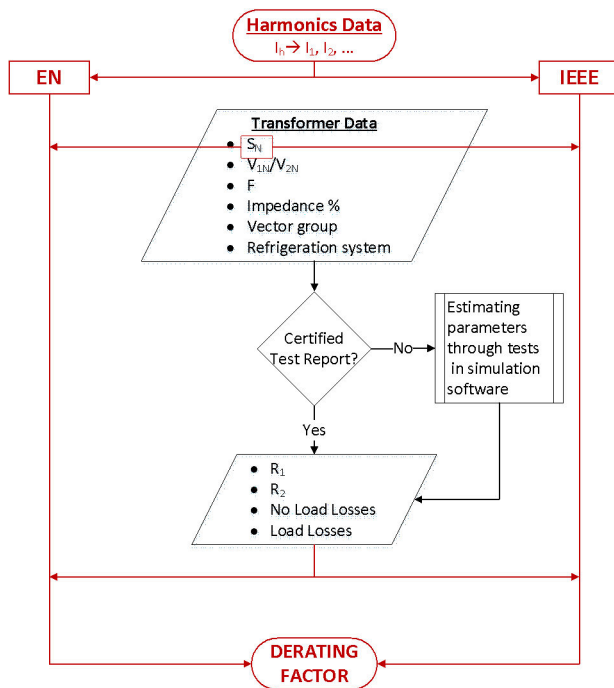 Harmonics Data
Iₕ→ I₁, I₂, ...
EN
IEEE
Transformer Data
• S_N
• V₁ₙ/V₂ₙ
• F
• Impedance %
• Vector group
• Refrigeration system
Certified
Test Report?
No
Estimating
parameters
through tests
in simulation
software
Yes
• R₁
• R₂
• No Load Losses
• Load Losses
DERATING
FACTOR